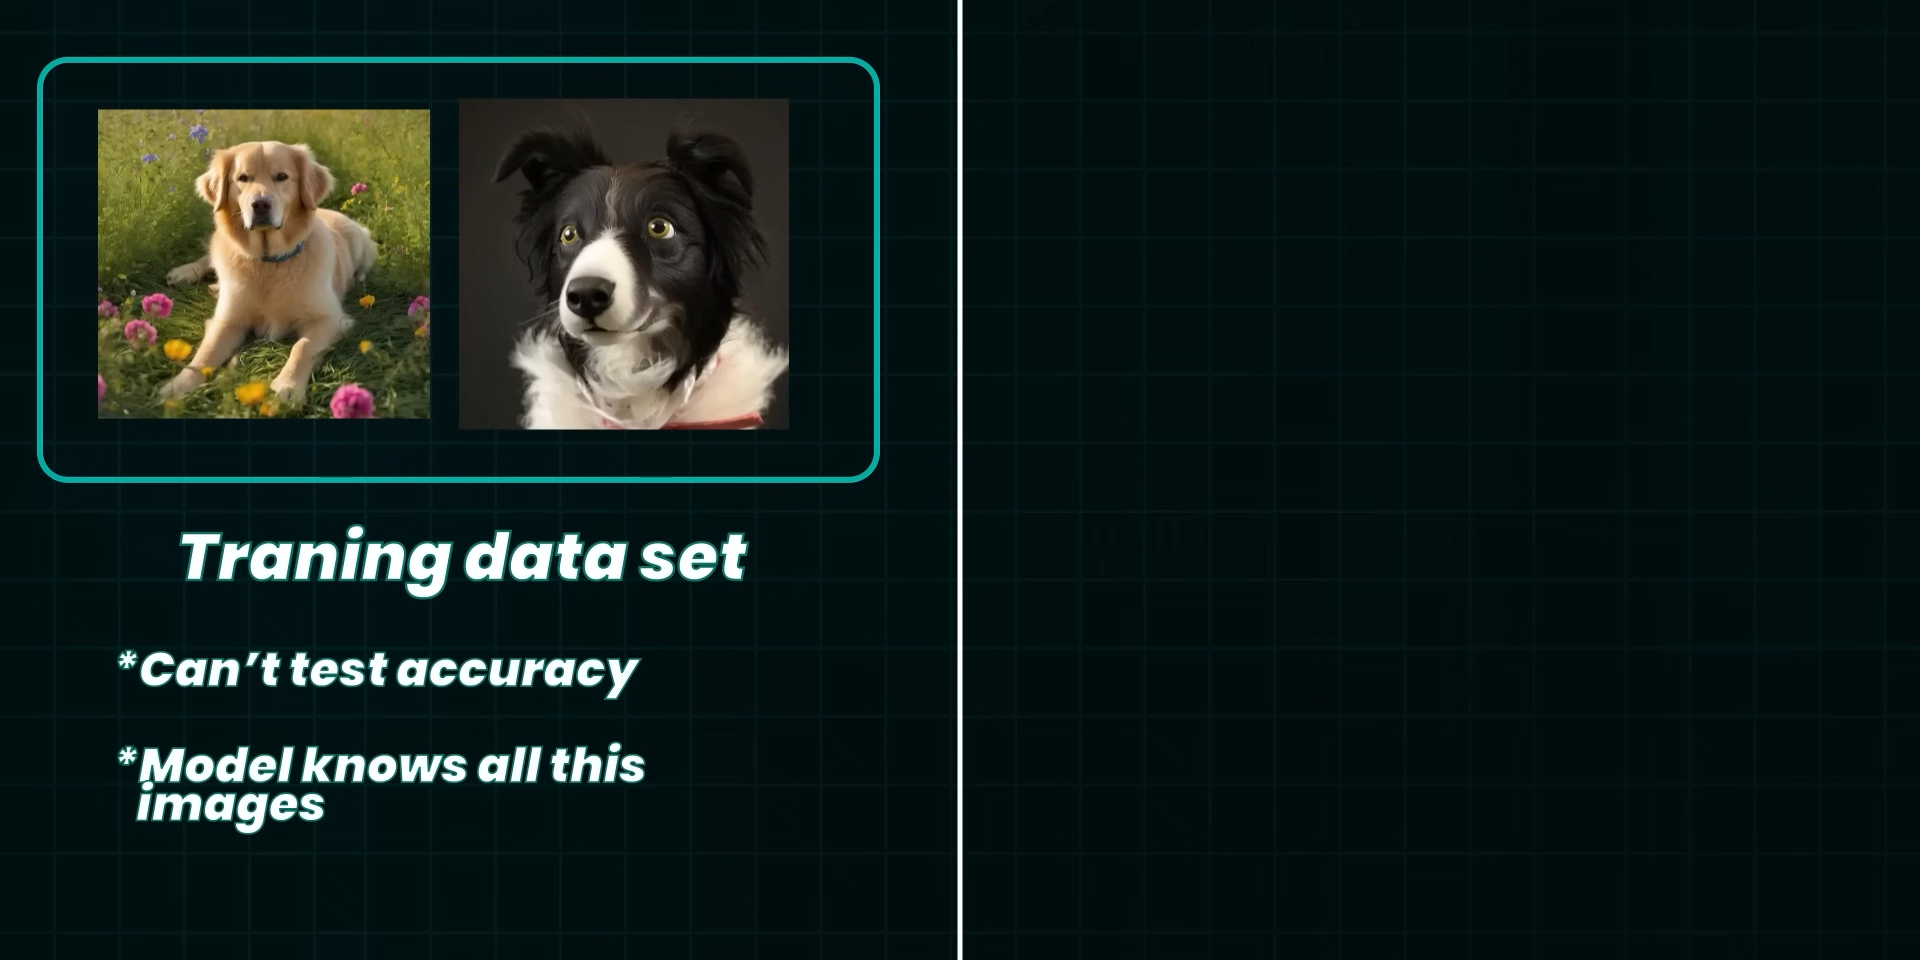 Traning data set
*Can’t test accuracy
*Model knows all this
images